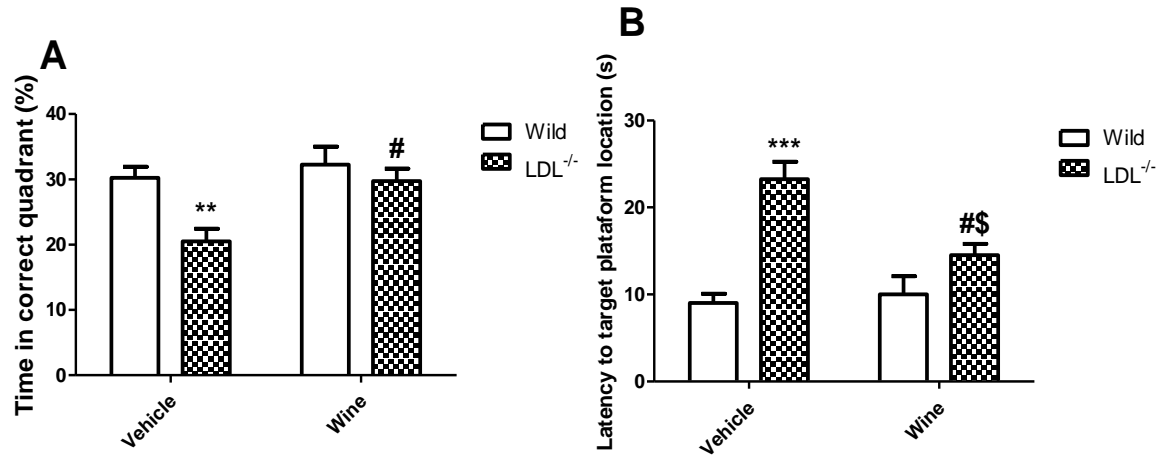 A
Time in correct quadrant (%)
40
30
20
10
0
**
#
Vehicle
Wine
Wild
LDL-/-
B
Latency to target plataform location (s)
30
20
10
0
***
#$
Vehicle
Wine
Wild
LDL-/-